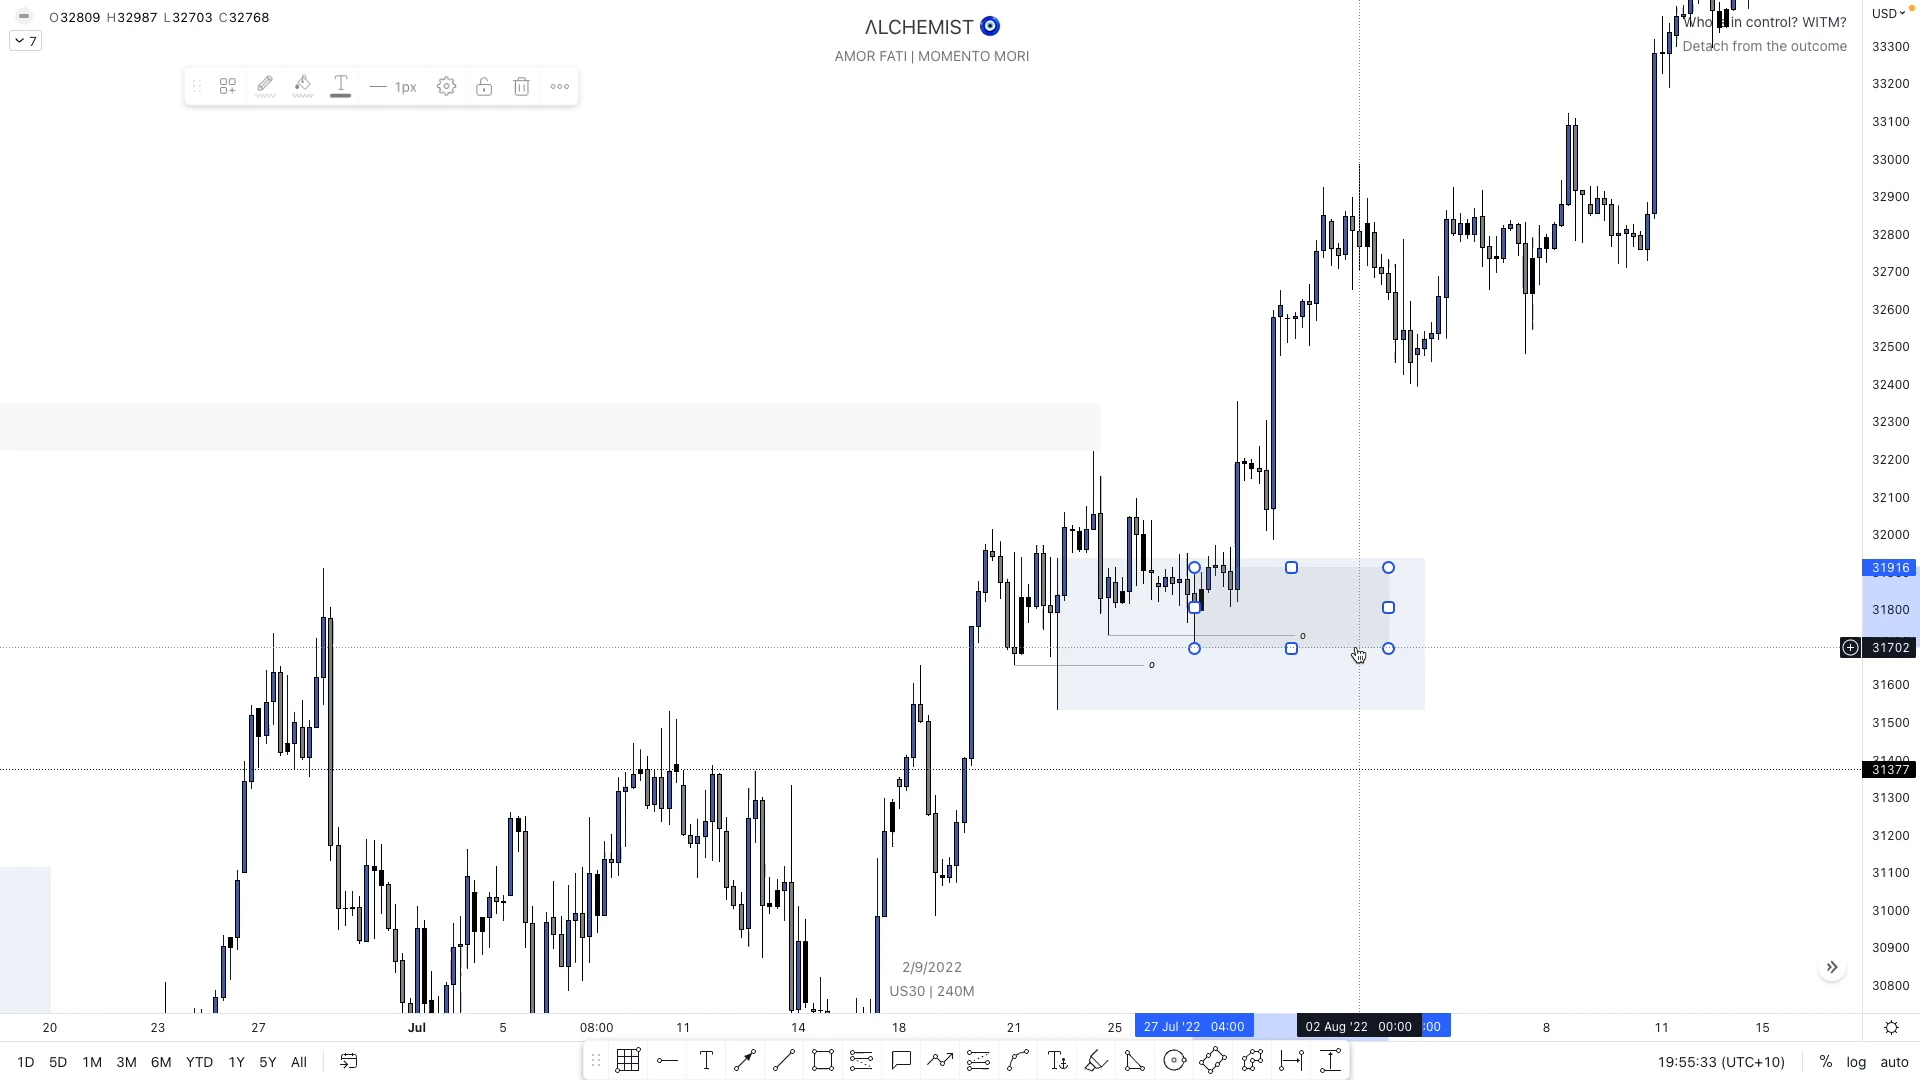 O32809 H32987 L32703 C32768
7
ΛLCHEMIST
AMOR FATI | MOMENTO MORI
Who in control? WITM?
Detach from the outcome
USD
1px
33300
33200
33100
33000
32900
32800
32700
32600
32500
32400
32300
32200
32100
32000
31916
31800
31702
31600
31500
31377
31300
31200
31100
31000
30900
30800
o
o
2/9/2022
US30 | 240M
20 23 27 Jul 5 08:00 11 14 18 21 25 27 Jul '22 04:00 02 Aug '22 00:00 :00 8 11 15
1D 5D 1M 3M 6M YTD 1Y 5Y All
19:55:33 (UTC+10) % log auto